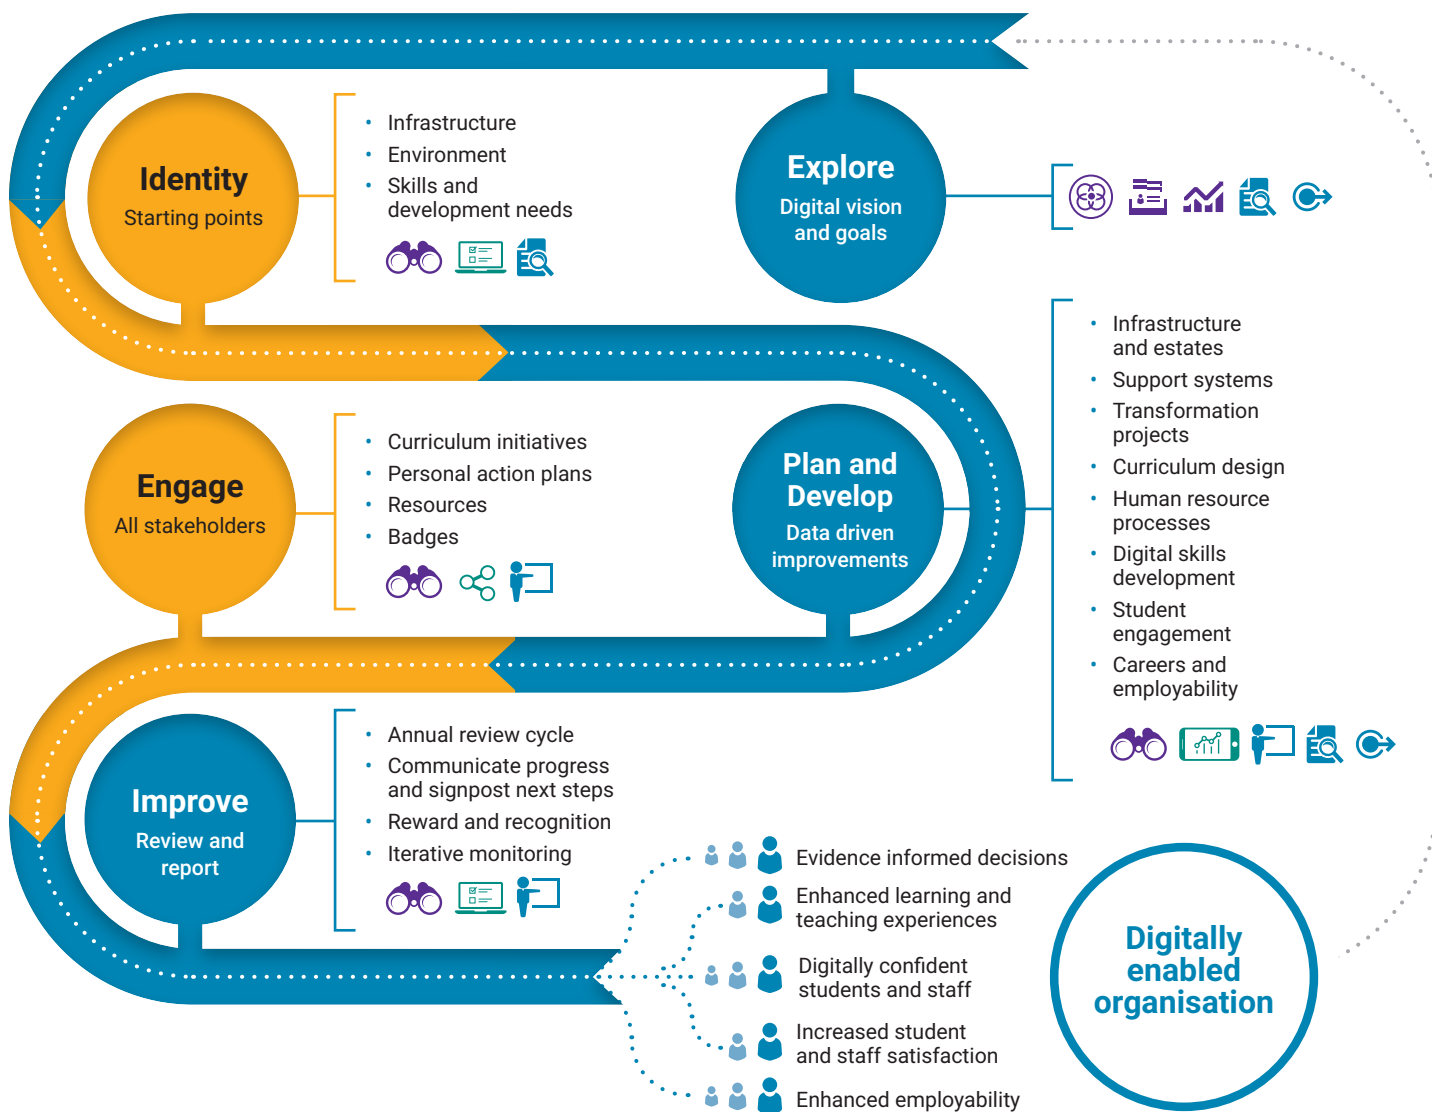 Explore
Digital vision
and goals
Identity
Starting points
• Infrastructure
• Environment
• Skills and
development needs
Plan and
Develop
Data driven
improvements
• Infrastructure
and estates
• Support systems
• Transformation
projects
• Curriculum design
• Human resource
processes
• Digital skills
development
• Student
engagement
• Careers and
employability
Engage
All stakeholders
• Curriculum initiatives
• Personal action plans
• Resources
• Badges
Improve
Review and
report
• Annual review cycle
• Communicate progress
and signpost next steps
• Reward and recognition
• Iterative monitoring
Evidence informed decisions
Enhanced learning and
teaching experiences
Digitally confident
students and staff
Increased student
and staff satisfaction
Enhanced employability
Digitally
enabled
organisation